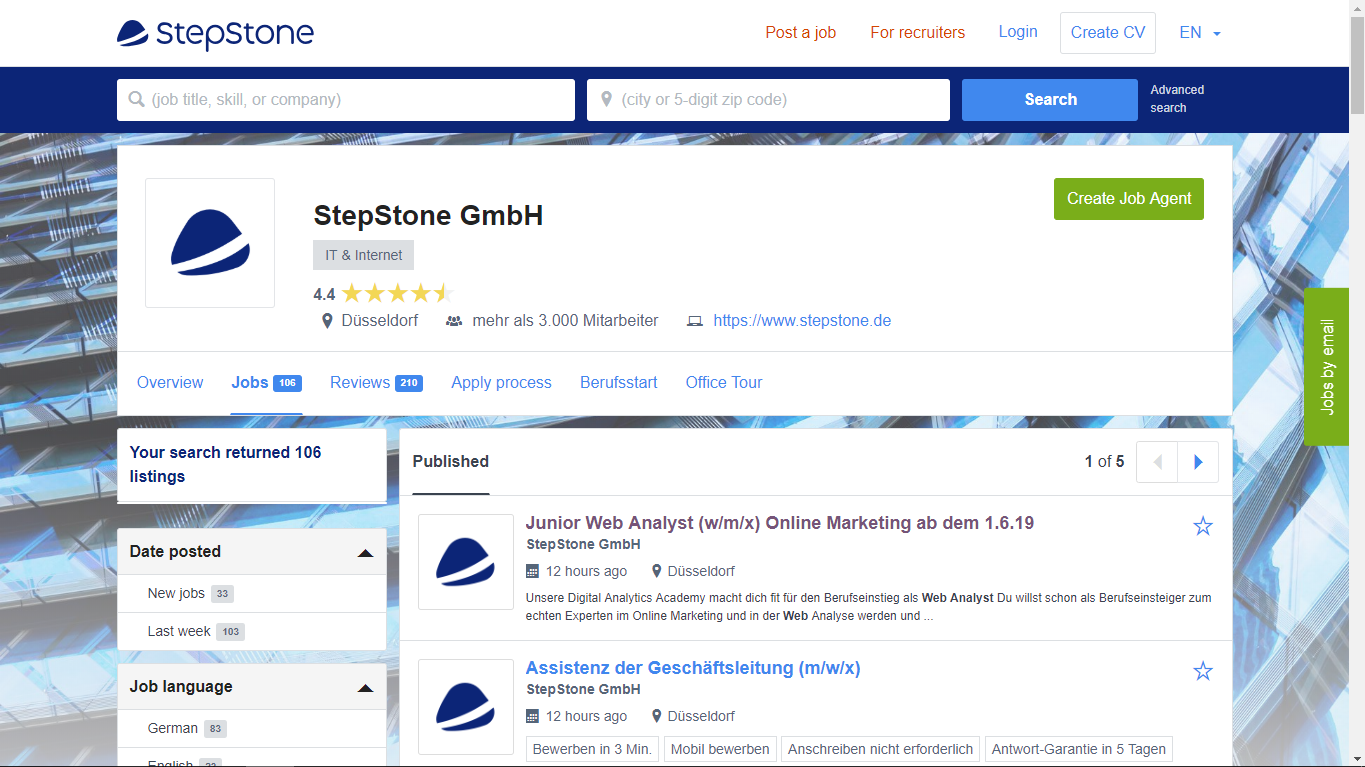 StepStone
Post a job
For recruiters
Login
Create CV
EN
(job title, skill, or company)
(city or 5-digit zip code)
Search
Advanced
search
StepStone GmbH
Create Job Agent
IT & Internet
4.4
Düsseldorf
mehr als 3.000 Mitarbeiter
https://www.stepstone.de
Jobs by email
Overview
Jobs 106
Reviews 210
Apply process
Berufsstart
Office Tour
Your search returned 106
listings
Published
1 of 5
Date posted
New jobs 33
Last week 103
Job language
German 83
English
Junior Web Analyst (w/m/x) Online Marketing ab dem 1.6.19
StepStone GmbH
12 hours ago
Düsseldorf
Unsere Digital Analytics Academy macht dich fit für den Berufseinstieg als Web Analyst Du willst schon als Berufseinsteiger zum
echten Experten im Online Marketing und in der Web Analyse werden und ...
Assistenz der Geschäftsleitung (m/w/x)
StepStone GmbH
12 hours ago
Düsseldorf
Bewerben in 3 Min.
Mobil bewerben
Anschreiben nicht erforderlich
Antwort-Garantie in 5 Tagen